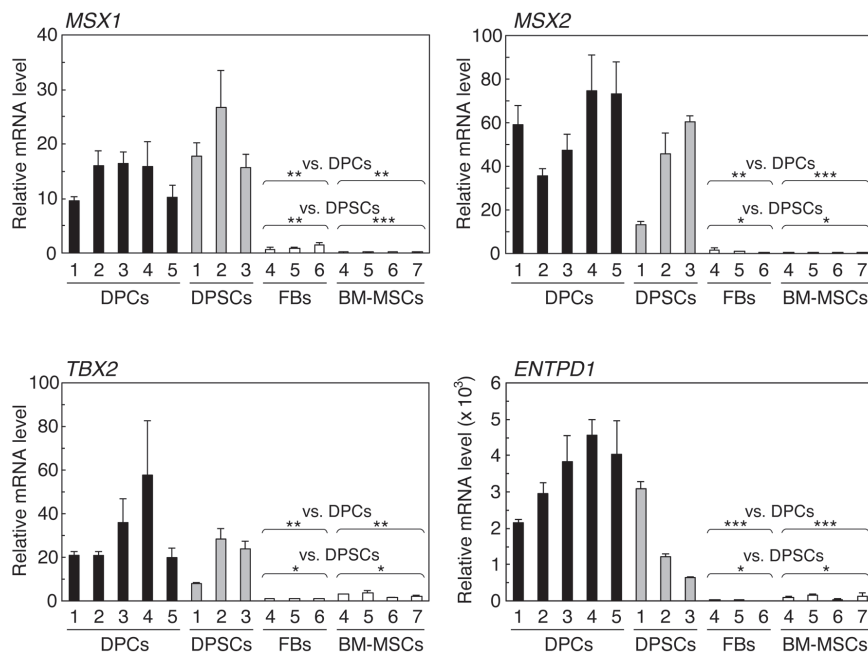 MSX1
Relative mRNA level
40
30
20
10
0
vs. DPCs
** **
vs. DPSCs
** ***
1 2 3 4 5 1 2 3 4 5 6 4 5 6 7
DPCs DPSCs FBs BM-MSCs
MSX2
Relative mRNA level
100
80
60
40
20
0
vs. DPCs
** ***
vs. DPSCs
* *
1 2 3 4 5 1 2 3 4 5 6 4 5 6 7
DPCs DPSCs FBs BM-MSCs
TBX2
Relative mRNA level
100
80
60
40
20
0
vs. DPCs
** **
vs. DPSCs
* *
1 2 3 4 5 1 2 3 4 5 6 4 5 6 7
DPCs DPSCs FBs BM-MSCs
ENTPD1
Relative mRNA level (x 10³)
6
5
4
3
2
1
0
vs. DPCs
*** ***
vs. DPSCs
* *
1 2 3 4 5 1 2 3 4 5 6 4 5 6 7
DPCs DPSCs FBs BM-MSCs